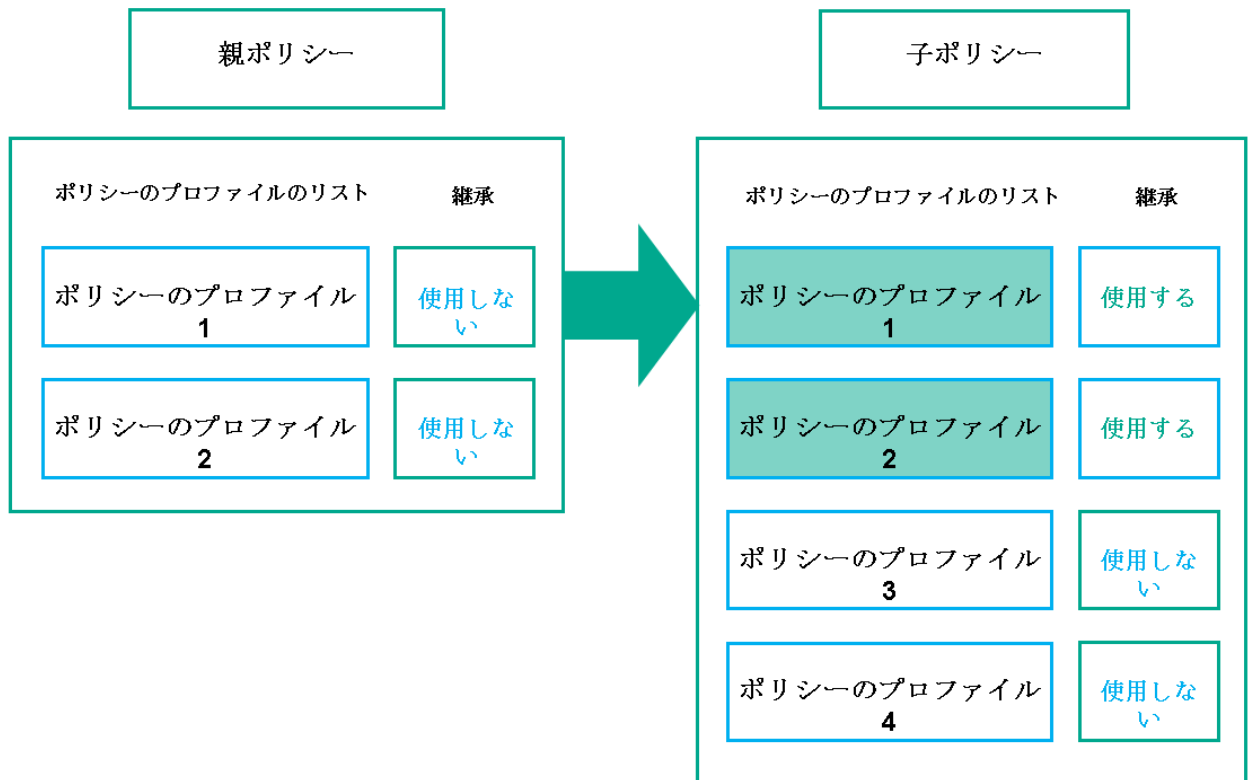 親ポリシー
ポリシーのプロファイルのリスト
継承
ポリシーのプロファイル
1
使用しな
い
ポリシーのプロファイル
2
使用しな
い
子ポリシー
ポリシーのプロファイルのリスト
継承
ポリシーのプロファイル
1
使用する
ポリシーのプロファイル
2
使用する
ポリシーのプロファイル
3
使用しな
い
ポリシーのプロファイル
4
使用しな
い